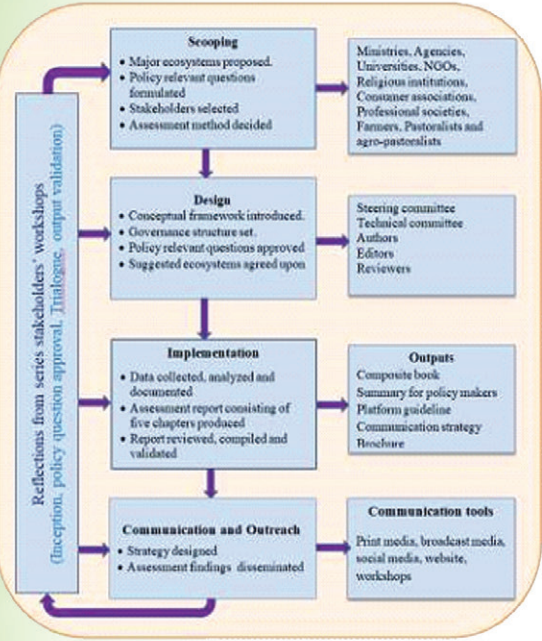 Reflections from series stakeholders' workshops
(Inception, policy question approval, Trialogue, output validation)
Scooping
• Major ecosystems proposed.
• Policy relevant questions
formulated
• Stakeholders selected
• Assessment method decided
Ministries, Agencies,
Universities, NGOs,
Religious institutions,
Consumer associations,
Professional societies,
Farmers, Pastoralists and
agro-pastoralists
Design
• Conceptual framework introduced.
• Governance structure set.
• Policy relevant questions approved
• Suggested ecosystems agreed upon
Steering committee
Technical committee
Authors
Editors
Reviewers
Implementation
• Data collected, analyzed and
documented
• Assessment report consisting of
five chapters produced
• Report reviewed, compiled and
validated
Outputs
Composite book
Summary for policy makers
Platform guideline
Communication strategy
Brochure
Communication and Outreach
• Strategy designed
• Assessment findings disseminated
Communication tools
Print media, broadcast media,
social media, website,
workshops